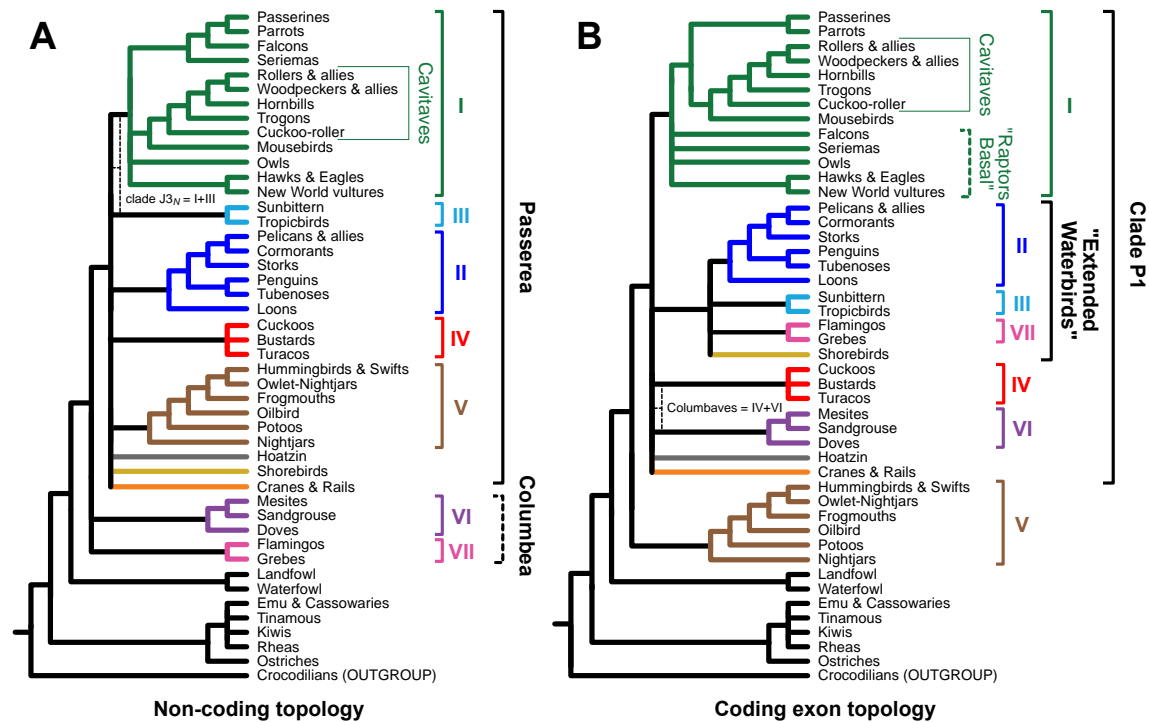 A
Passerines
Parrots
Falcons
Seriemas
Rollers & allies
Woodpeckers & allies
Hornbills
Trogons
Cuckoo-roller
Mousebirds
Owls
Hawks & Eagles
New World vultures
Sunbittern
Tropicbirds
Pelicans & allies
Cormorants
Storks
Penguins
Tubenoses
Loons
Cuckoos
Bustards
Turacos
Hummingbirds & Swifts
Owlet-Nightjars
Frogmouths
Oilbird
Potoos
Nightjars
Hoatzin
Shorebirds
Cranes & Rails
Mesites
Sandgrouse
Doves
Flamingos
Grebes
Landfowl
Waterfowl
Emu & Cassowaries
Tinamous
Kiwis
Rheas
Ostriches
Crocodilians (OUTGROUP)
clade J3N = I+III
Cavitaves
I
III
II
IV
V
VI
VII
Passerea
Columbea
Non-coding topology
B
Passerines
Parrots
Rollers & allies
Woodpeckers & allies
Hornbills
Trogons
Cuckoo-roller
Mousebirds
Falcons
Seriemas
Owls
Hawks & Eagles
New World vultures
Pelicans & allies
Cormorants
Storks
Penguins
Tubenoses
Loons
Sunbittern
Tropicbirds
Flamingos
Grebes
Shorebirds
Cuckoos
Bustards
Turacos
Mesites
Sandgrouse
Doves
Hoatzin
Cranes & Rails
Hummingbirds & Swifts
Owlet-Nightjars
Frogmouths
Oilbird
Potoos
Nightjars
Landfowl
Waterfowl
Emu & Cassowaries
Tinamous
Kiwis
Rheas
Ostriches
Crocodilians (OUTGROUP)
Columbaves = IV+VI
Cavitaves
"Raptors
Basal"
I
II
III
VII
IV
VI
V
"Extended
Waterbirds"
Clade P1
Coding exon topology